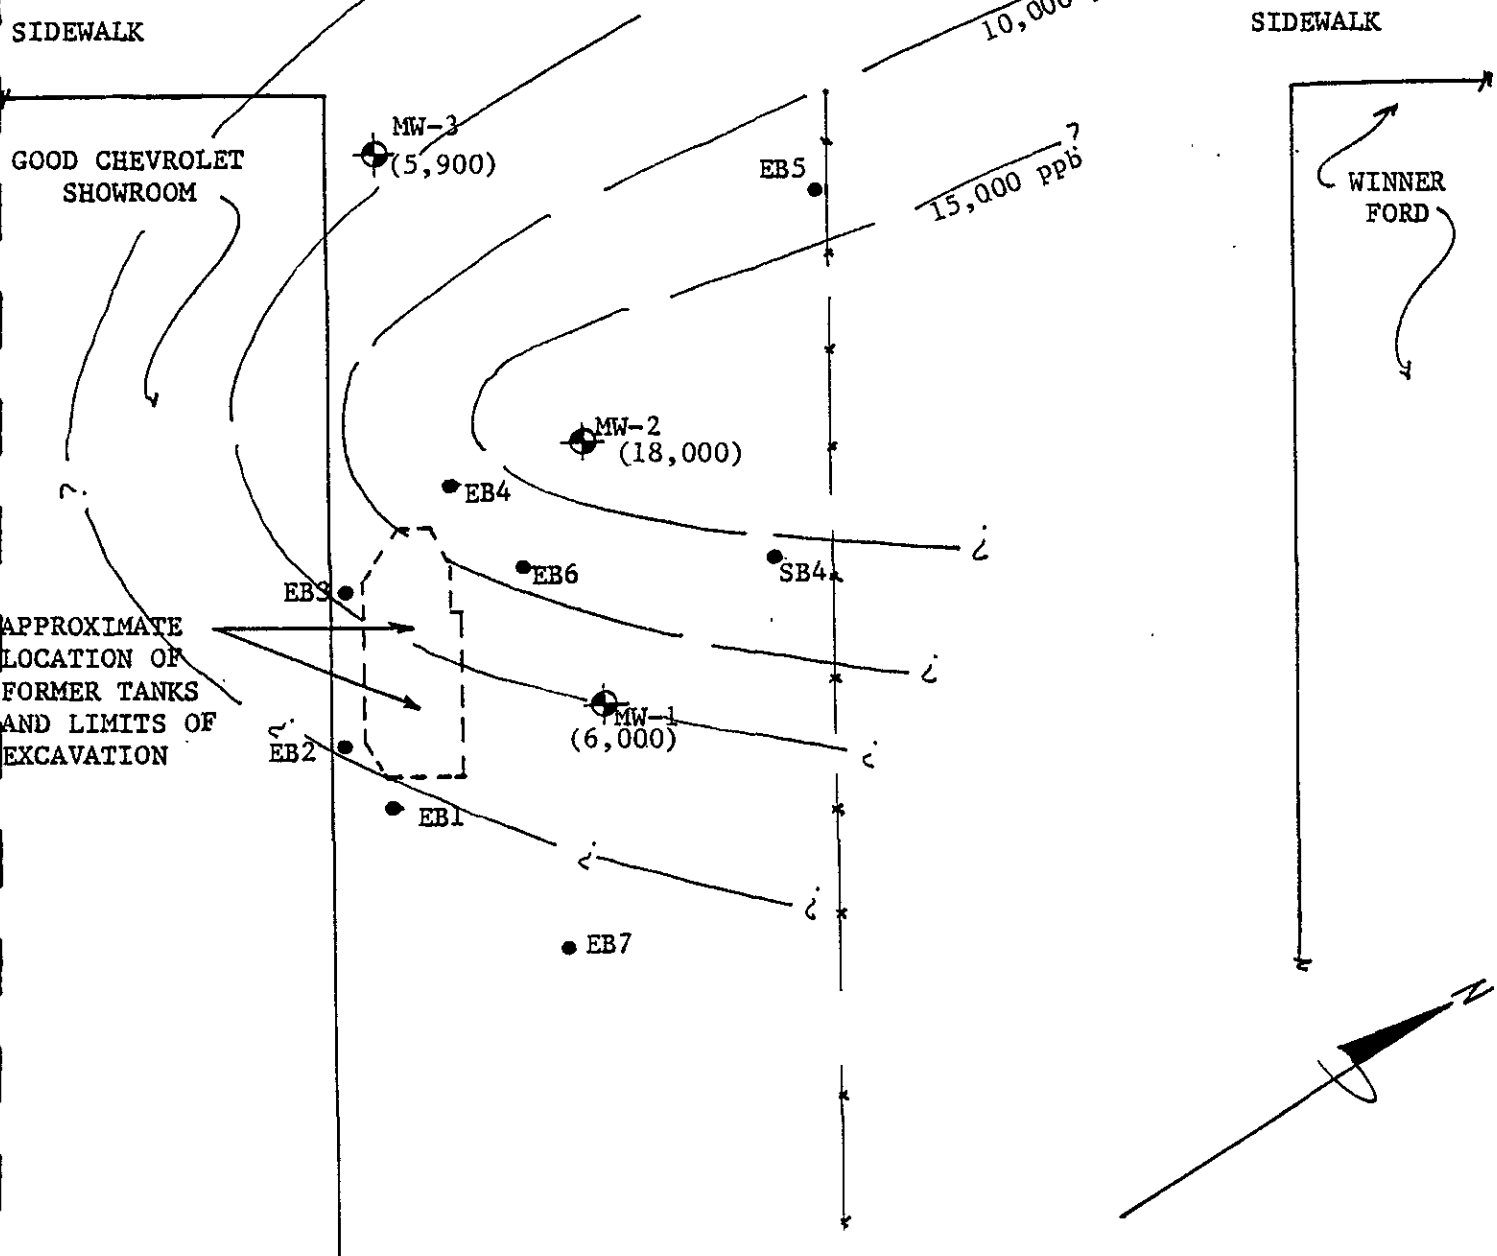 SIDEWALK
10,000
SIDEWALK
MW-3
(5,900)
GOOD CHEVROLET
SHOWROOM
EB5
?
15,000 ppb
WINNER
FORD
MW-2
(18,000)
EB4
?
?
EB6
SB4
EB3
APPROXIMATE
LOCATION OF
FORMER TANKS
AND LIMITS OF
EXCAVATION
?
MW-1
(6,000)
?
?
EB2
EB1
?
?
EB7
N